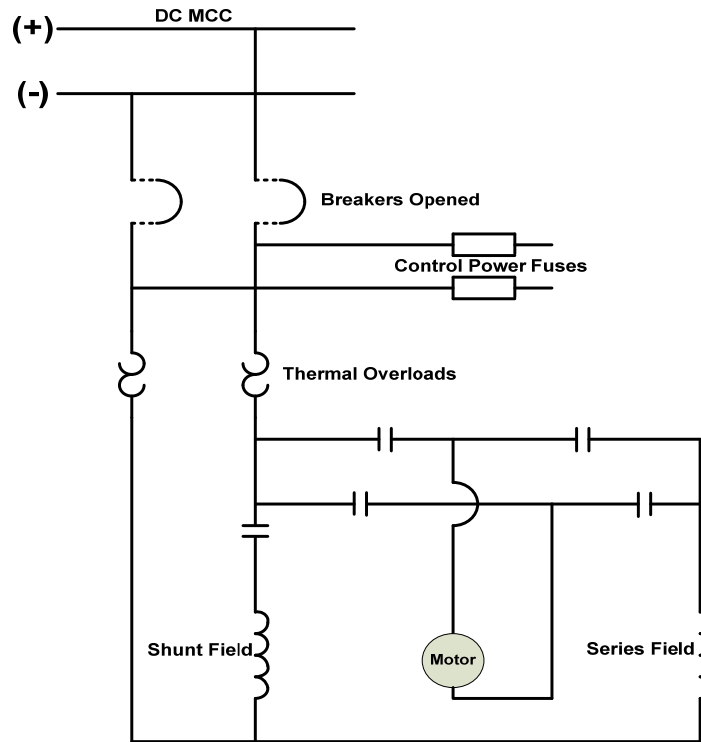 DC MCC
(+)
(-)
Breakers Opened
Control Power Fuses
Thermal Overloads
Shunt Field
Motor
Series Field